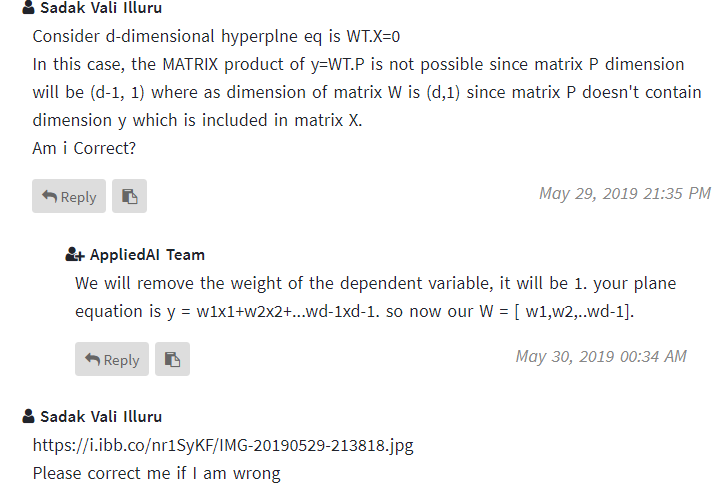 Sadak Vali Illuru
Consider d-dimensional hyperplne eq is WT.X=0
In this case, the MATRIX product of y=WT.P is not possible since matrix P dimension
will be (d-1, 1) where as dimension of matrix W is (d,1) since matrix P doesn't contain
dimension y which is included in matrix X.
Am i Correct?
Reply
May 29, 2019 21:35 PM
AppliedAI Team
We will remove the weight of the dependent variable, it will be 1. your plane
equation is y = w1x1+w2x2+...wd-1xd-1. so now our W = [ w1,w2,..wd-1].
Reply
May 30, 2019 00:34 AM
Sadak Vali Illuru
https://i.ibb.co/nr1SyKF/IMG-20190529-213818.jpg
Please correct me if I am wrong